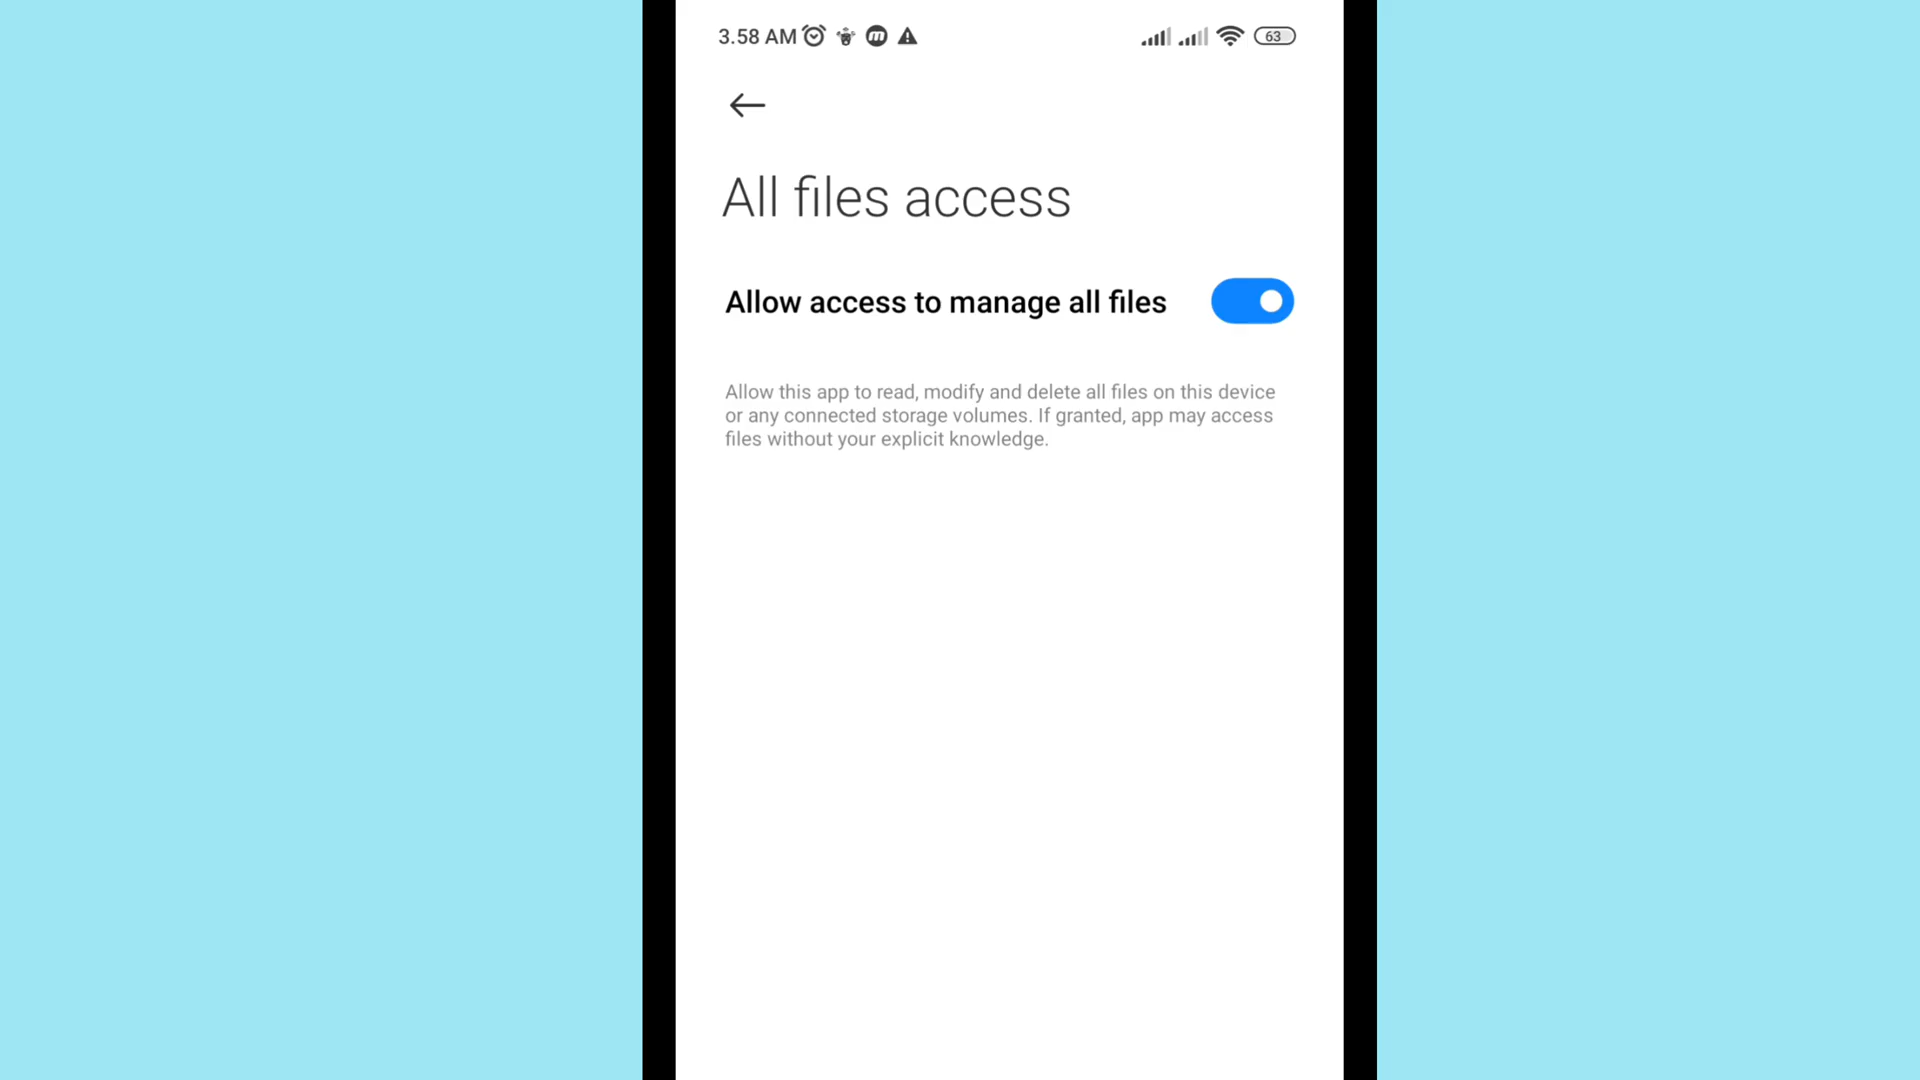 3.58 AM 63
All files access
Allow access to manage all files
Allow this app to read, modify and delete all files on this device
or any connected storage volumes. If granted, app may access
files without your explicit knowledge.